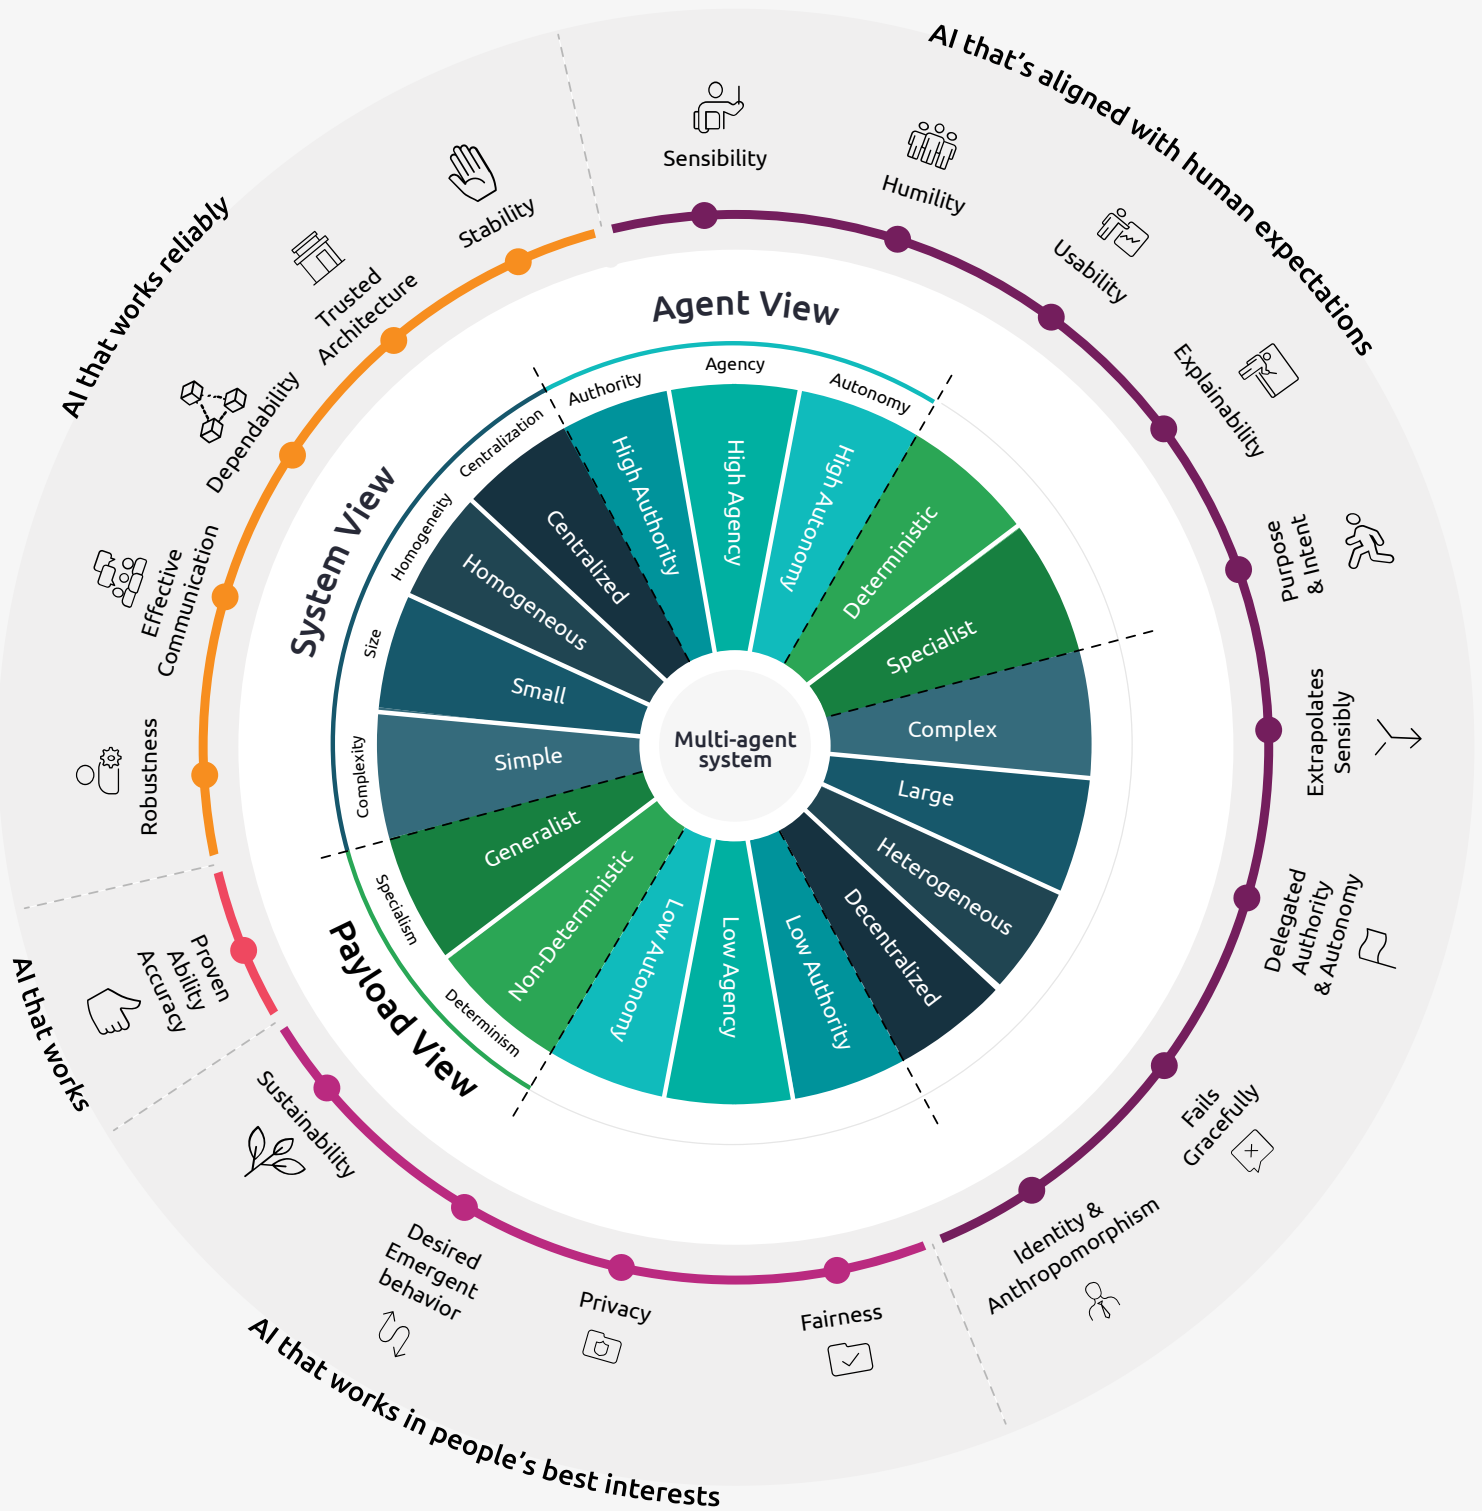 AI that's aligned with human expectations
Sensibility
Humility
Usability
Explainability
Purpose
& Intent
Extrapolates
Sensibly
Delegated
Authority
& Autonomy
Fails
Gracefully
Identity &
Anthropomorphism
AI that works in people's best interests
Fairness
Privacy
Desired
Emergent
behavior
Sustainability
AI that works
Proven
Ability
Accuracy
AI that works reliably
Robustness
Effective
Communication
Dependability
Trusted
Architecture
Stability
Agent View
Authority
Agency
Autonomy
System View
Centralization
Homogeneity
Size
Complexity
Payload View
Specialism
Determinism
High Authority
High Agency
High Autonomy
Deterministic
Specialist
Complex
Large
Heterogeneous
Decentralized
Low Authority
Low Agency
Low Autonomy
Non-Deterministic
Generalist
Simple
Small
Homogeneous
Centralized
Multi-agent
system